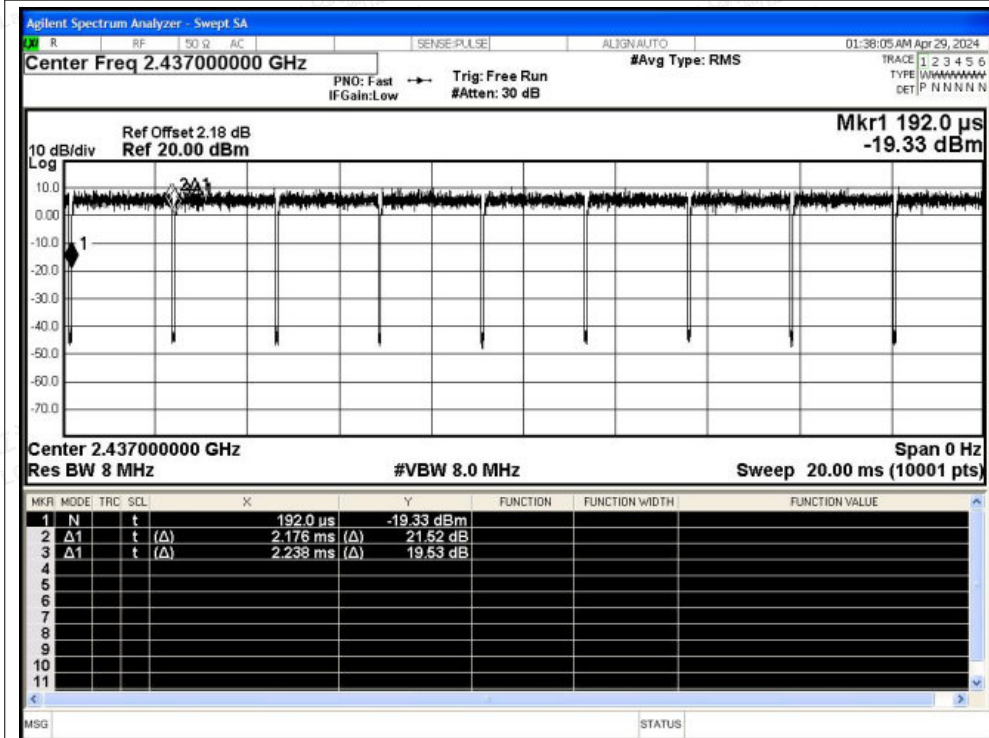 Agilent Spectrum Analyzer - Swept SA
R RF 50 Ω AC SENSE:PULSE ALIGNAUTO 01:38:05 AM Apr 29, 2024
Center Freq 2.437000000 GHz #Avg Type: RMS TRACE 1 2 3 4 5 6
PNO: Fast Trig: Free Run TYPE
IFGain:Low #Atten: 30 dB DET P N N N N N
Mkr1 192.0 µs
Ref Offset 2.18 dB
10 dB/div Ref 20.00 dBm -19.33 dBm
Log
10.0
0.00
-10.0
-20.0
-30.0
-40.0
-50.0
-60.0
-70.0
1
Center 2.437000000 GHz Span 0 Hz
Res BW 8 MHz #VBW 8.0 MHz Sweep 20.00 ms (10001 pts)
MKR MODE TRC SCL X Y FUNCTION FUNCTION WIDTH FUNCTION VALUE
1 N t 192.0 µs -19.33 dBm
2 Δ1 t (Δ) 2.176 ms (Δ) 21.52 dB
3 Δ1 t (Δ) 2.238 ms (Δ) 19.53 dB
4
5
6
7
8
9
10
11
MSG STATUS